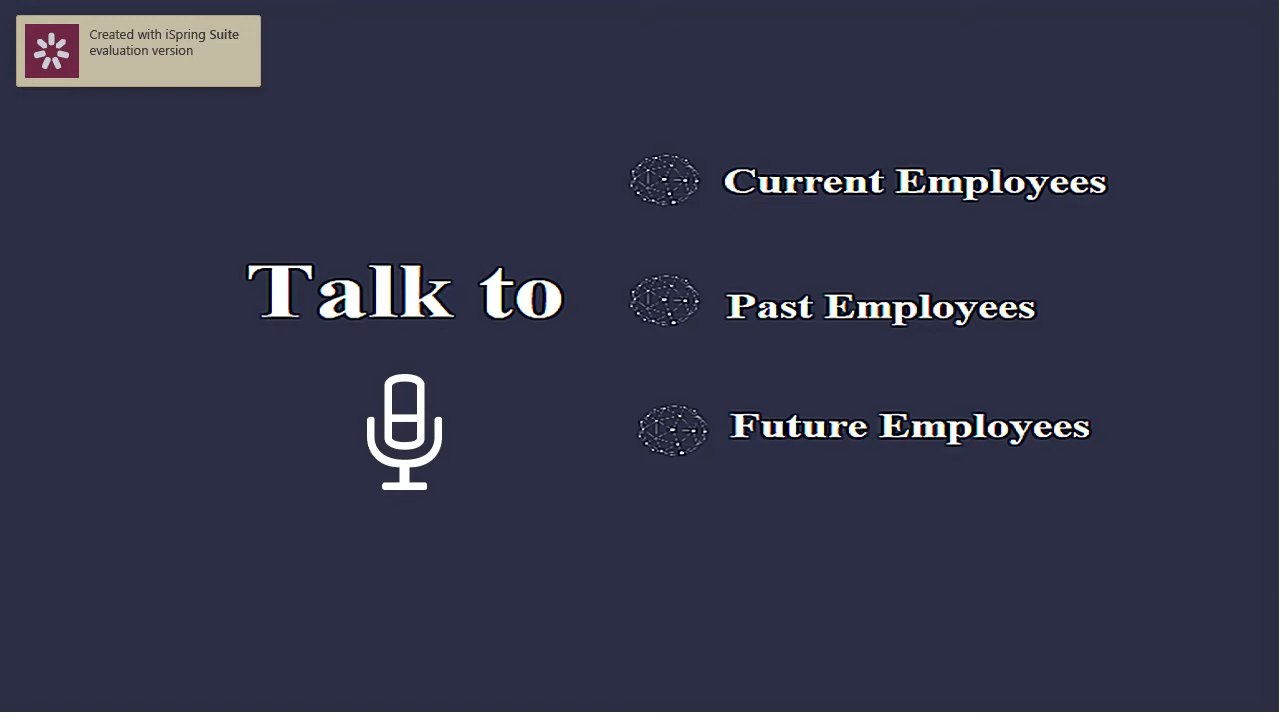 Created with iSpring Suite
evaluation version
Talk to
Current Employees
Past Employees
Future Employees